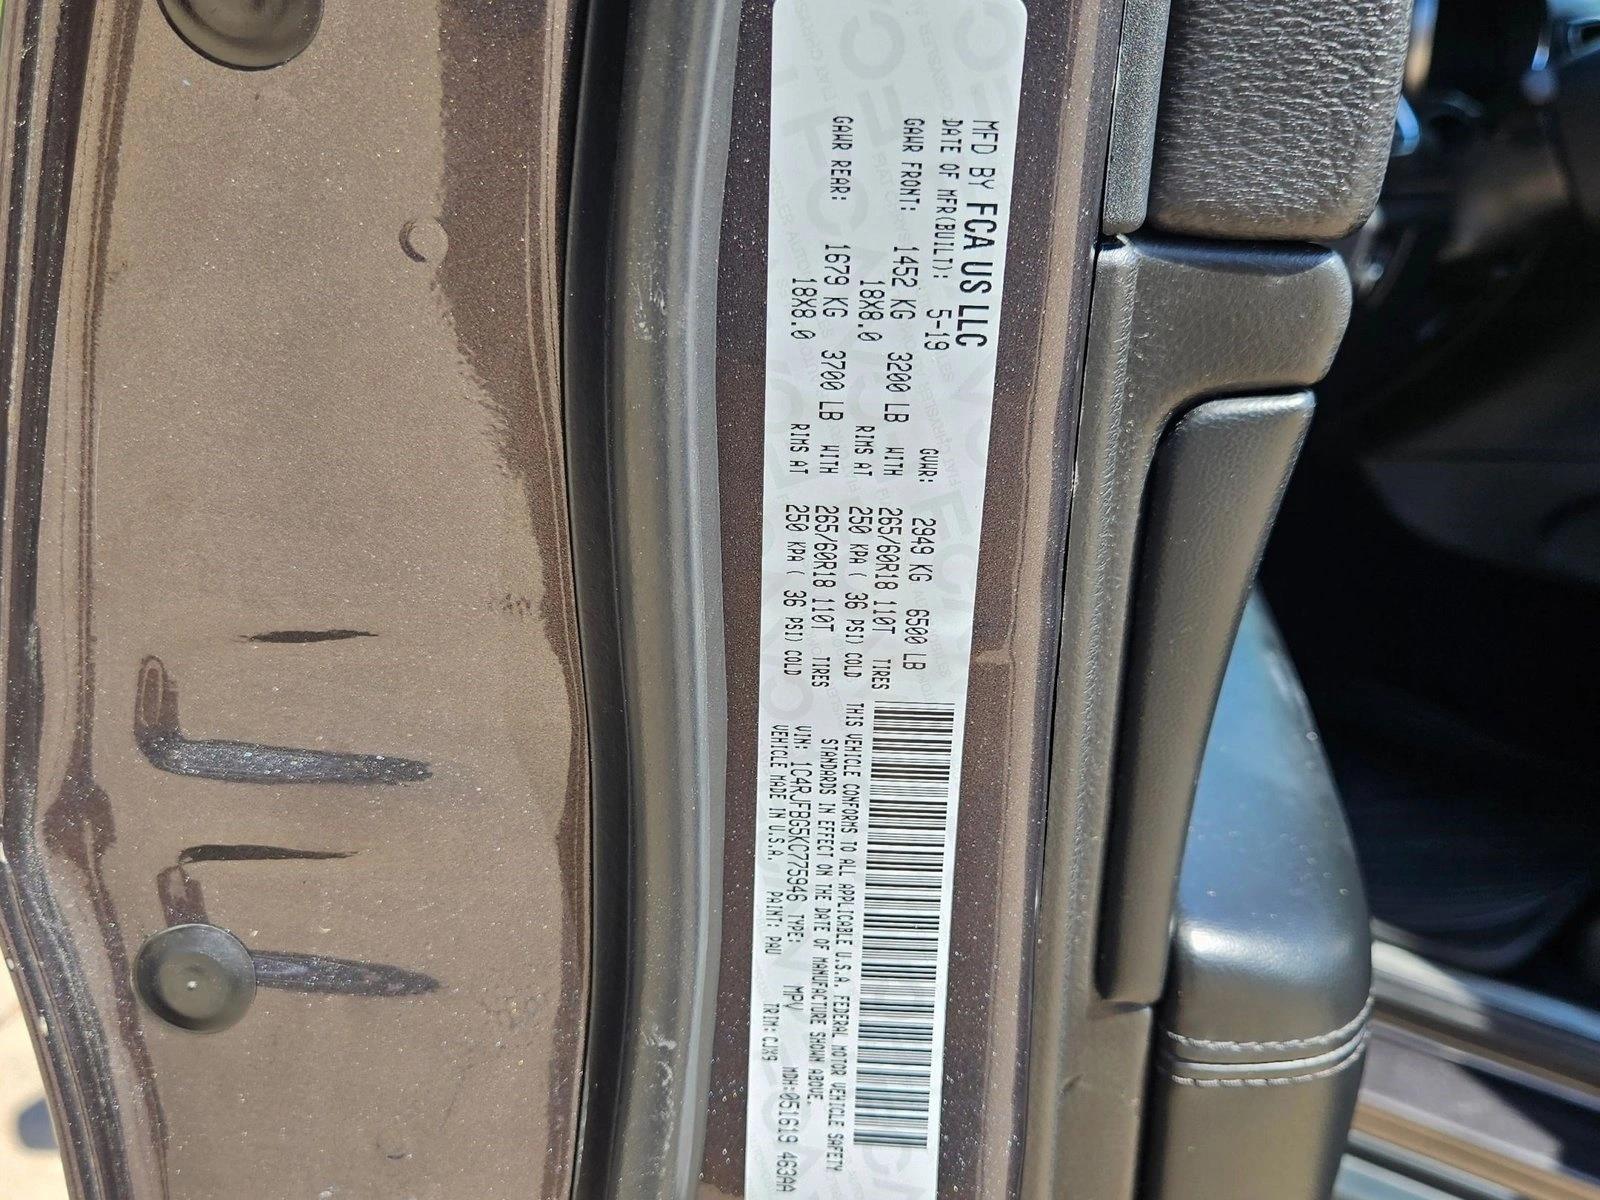 MFD BY FCA US LLC
DATE OF MFR(BUILT): 5-19 GVWR: 2949 KG 6500 LB
GAWR FRONT: 1452 KG 3200 LB WITH 265/60R18 110T TIRES
18X8.0 RIMS AT 250 KPA ( 36 PSI) COLD
GAWR REAR: 1679 KG 3700 LB WITH 265/60R18 110T TIRES
18X8.0 RIMS AT 250 KPA ( 36 PSI) COLD
THIS VEHICLE CONFORMS TO ALL APPLICABLE U.S.A. FEDERAL MOTOR VEHICLE SAFETY
STANDARDS IN EFFECT ON THE DATE OF MANUFACTURE SHOWN ABOVE.
VIN: 1C4RJFBG5KC775946 TYPE: MPV MDH:051619 463AA
VEHICLE MADE IN U.S.A. PAINT: PAU TRIM: CJX9